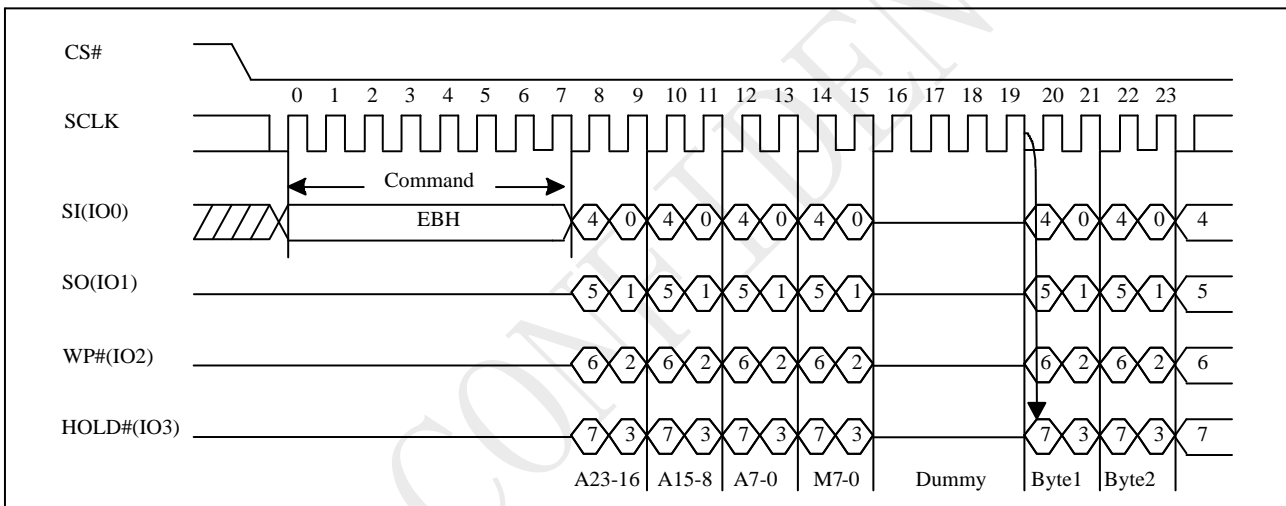 CS#
0 1 2 3 4 5 6 7 8 9 10 11 12 13 14 15 16 17 18 19 20 21 22 23
SCLK
Command
SI(IO0) EBH 4 0 4 0 4 0 4 0 4 0 4 0 4
SO(IO1) 5 1 5 1 5 1 5 1 5 1 5 1 5
WP#(IO2) 6 2 6 2 6 2 6 2 6 2 6 2 6
HOLD#(IO3) 7 3 7 3 7 3 7 3 7 3 7 3 7
A23-16 A15-8 A7-0 M7-0 Dummy Byte1 Byte2
CONFIDEN